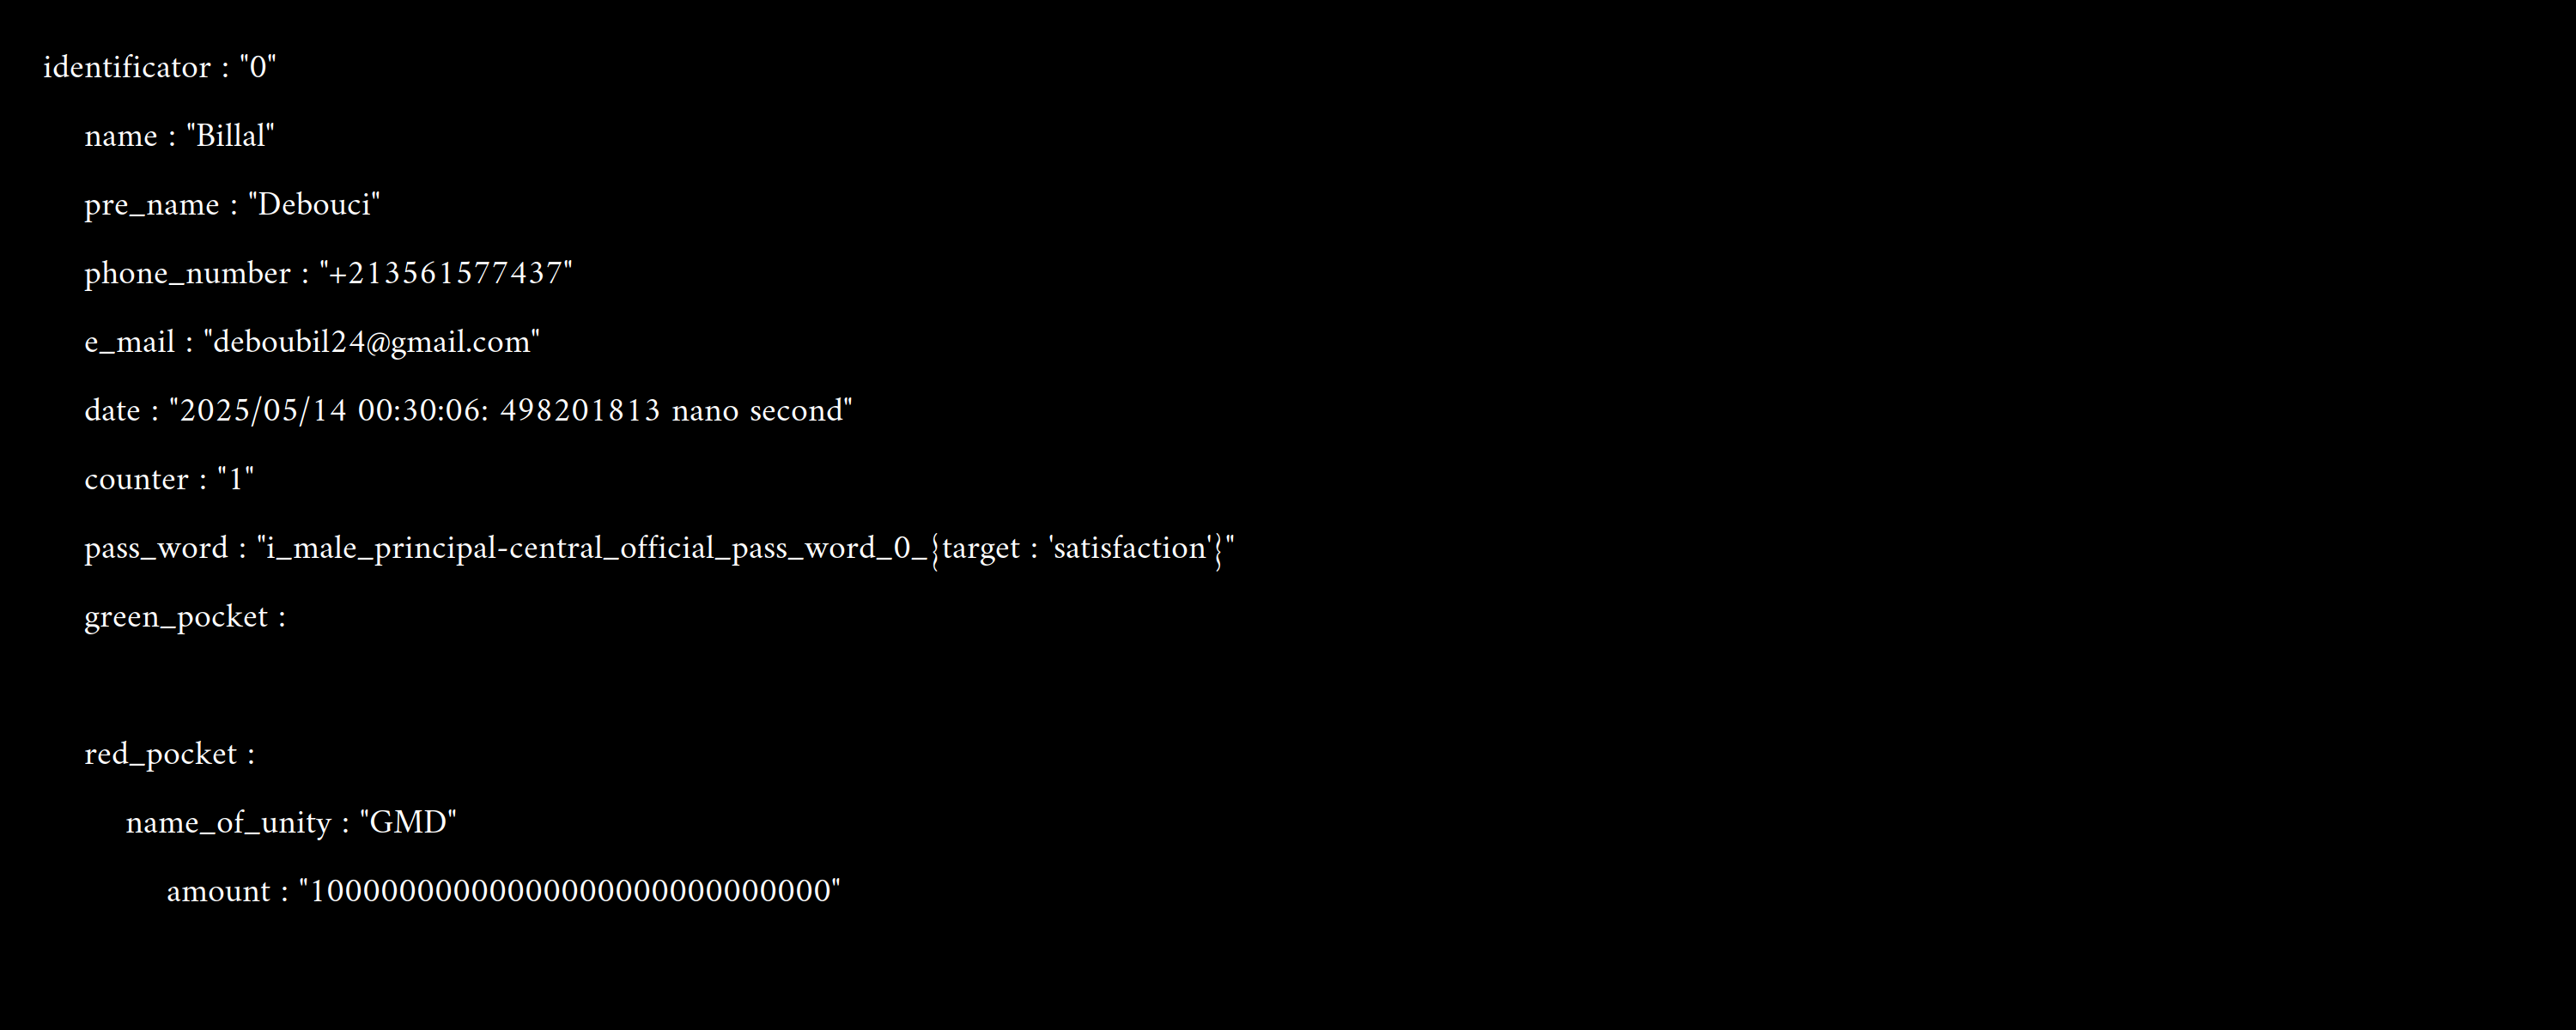 identificator : "0"
name : "Billal"
pre_name : "Debouci"
phone_number : "+213561577437"
e_mail : "deboubil24@gmail.com"
date : "2025/05/14 00:30:06: 498201813 nano second"
counter : "1"
pass_word : "i_male_principal-central_official_pass_word_0_{target : 'satisfaction'}"
green_pocket :
red_pocket :
name_of_unity : "GMD"
amount : "10000000000000000000000000000"